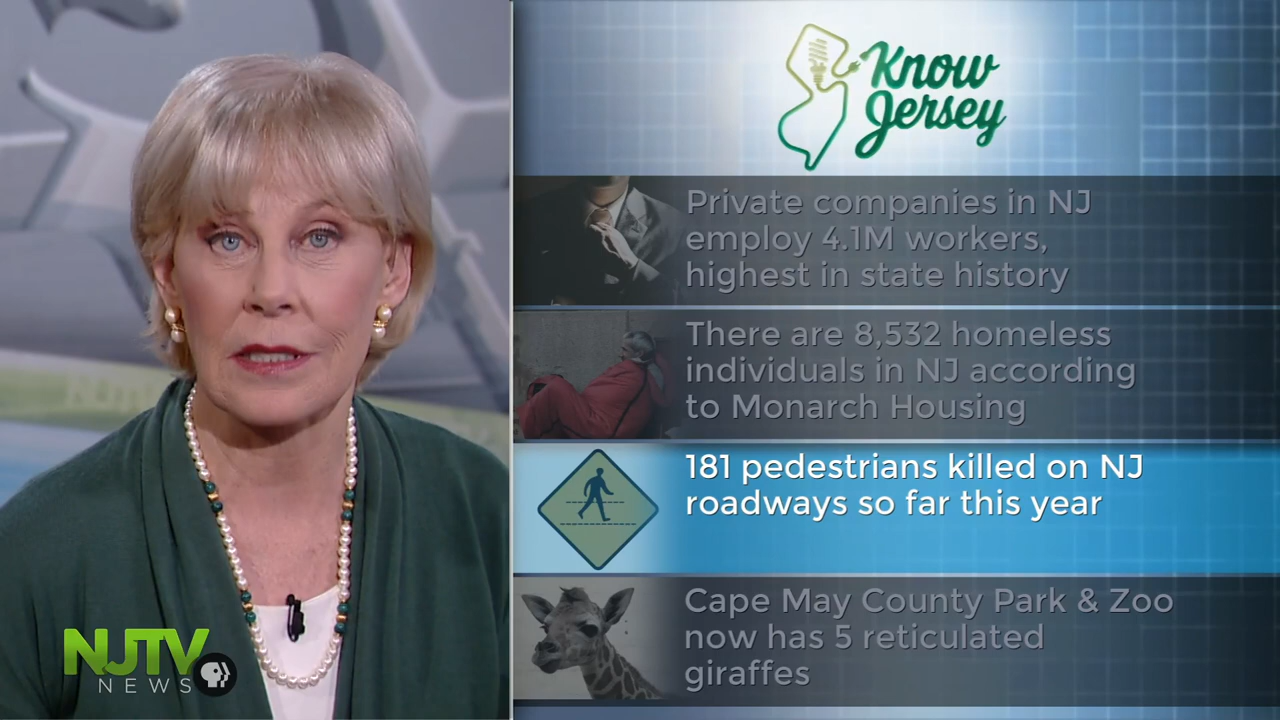 Know
Jersey
Private companies in NJ
employ 4.1M workers,
highest in state history
There are 8,532 homeless
individuals in NJ according
to Monarch Housing
181 pedestrians killed on NJ
roadways so far this year
Cape May County Park & Zoo
now has 5 reticulated
giraffes
NJTV
NEWS